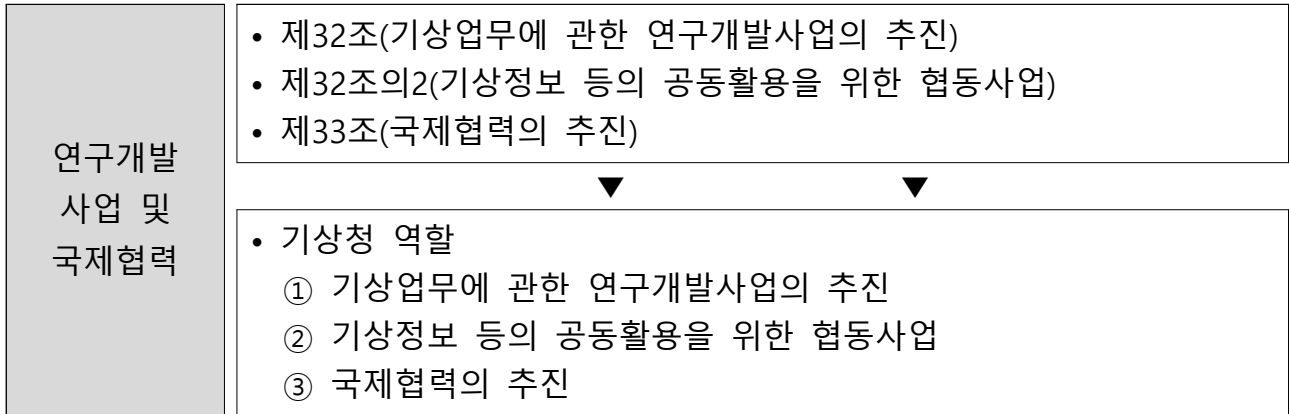 연구개발
사업 및
국제협력
• 제32조(기상업무에 관한 연구개발사업의 추진)
• 제32조의2(기상정보 등의 공동활용을 위한 협동사업)
• 제33조(국제협력의 추진)
▼ ▼
• 기상청 역할
① 기상업무에 관한 연구개발사업의 추진
② 기상정보 등의 공동활용을 위한 협동사업
③ 국제협력의 추진